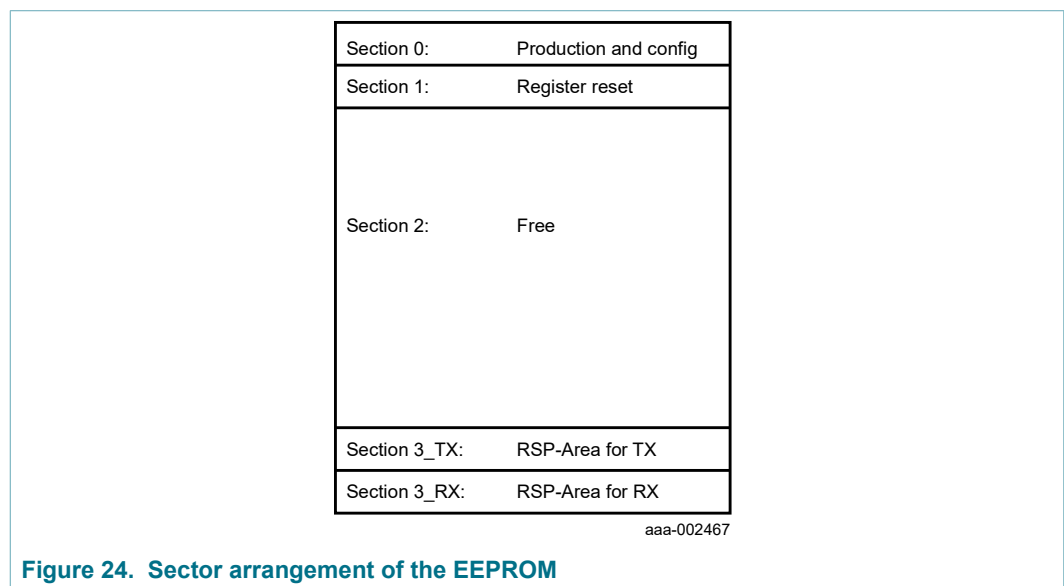 Section 0: Production and config
Section 1: Register reset
Section 2: Free
Section 3_TX: RSP-Area for TX
Section 3_RX: RSP-Area for RX
aaa-002467
Figure 24. Sector arrangement of the EEPROM